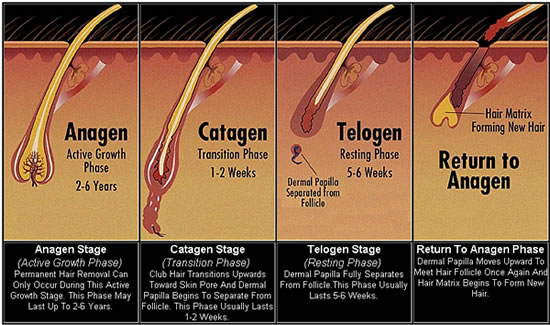 Anagen
Active Growth
Phase
2-6 Years
Catagen
Transition Phase
1-2 Weeks
Telogen
Resting Phase
5-6 Weeks
Dermal Papilla
Separated from
Follicle
Hair Matrix
Forming New Hair
Return to
Anagen
Anagen Stage
(Active Growth Phase)
Permanent Hair Removal Can
Only Occur During This Active
Growth Stage. This Phase May
Last Up To 2-6 Years.
Catagen Stage
(Transition Phase)
Club Hair Transitions Upwards
Toward Skin Pore And Dermal
Papilla Begins To Separate From
Follicle. This Phase Usually Lasts
1-2 Weeks.
Telogen Stage
(Resting Phase)
Dermal Papilla Fully Separates
From Follicle.This Phase Usually
Lasts 5-6 Weeks.
Return To Anagen Phase
Dermal Papilla Moves Upward To
Meet Hair Follicle Once Again And
Hair Matrix Begins To Form New
Hair.